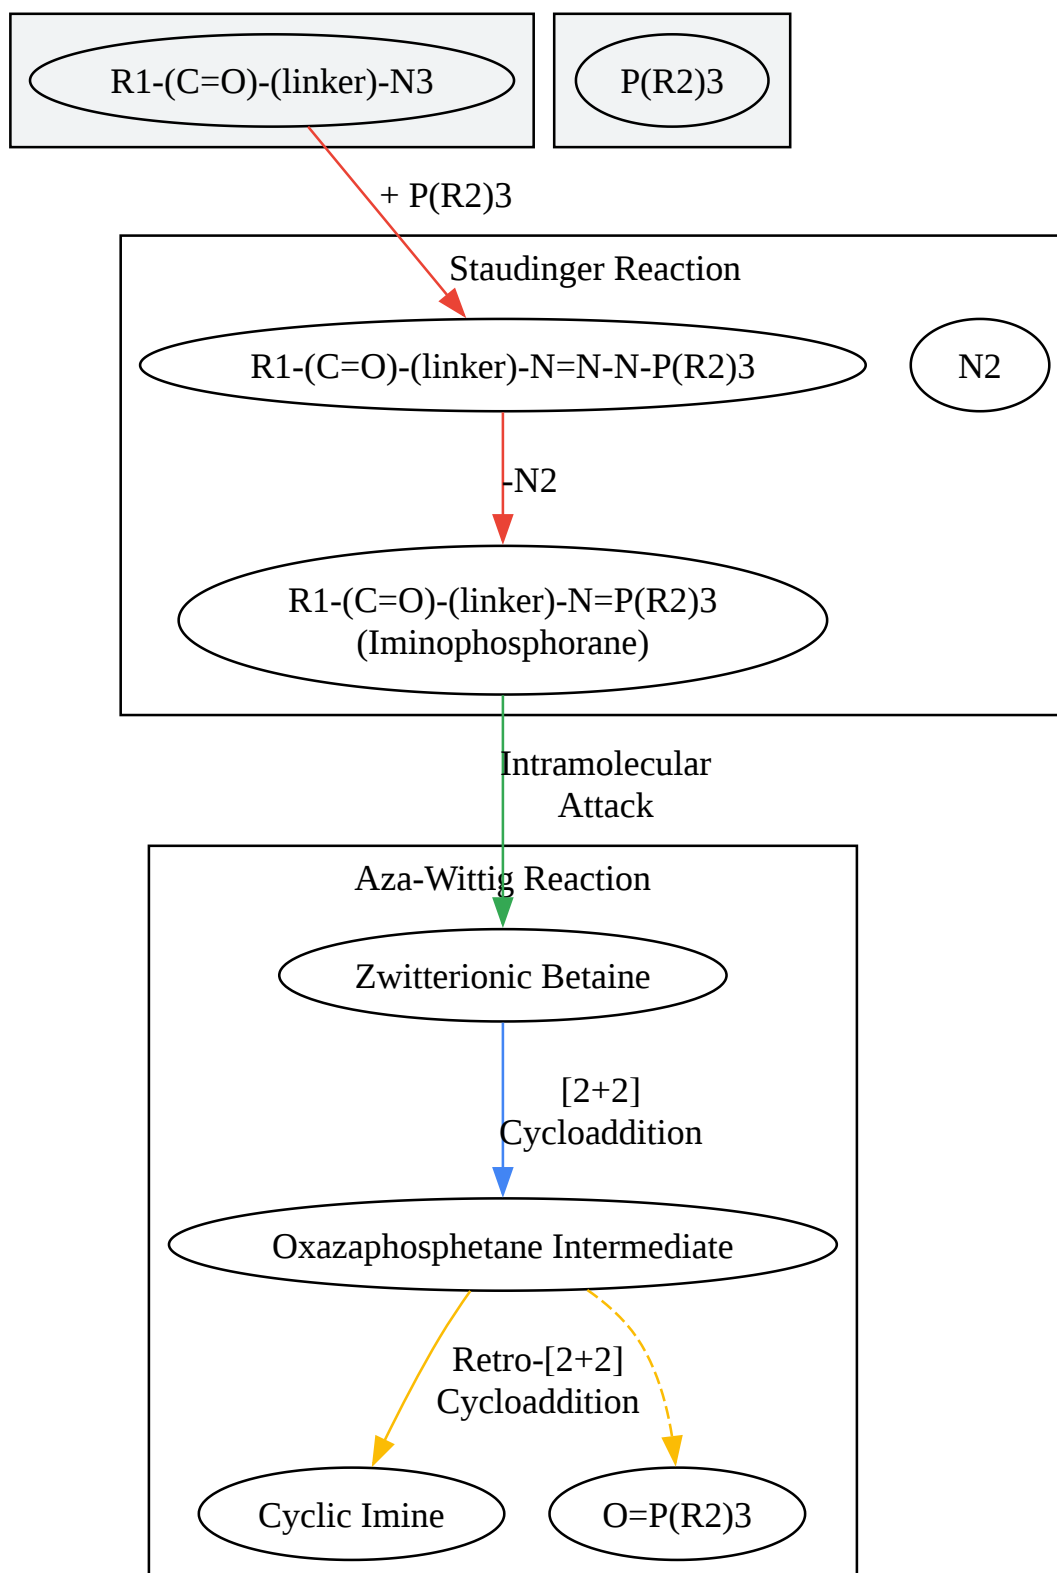 R1-(C=O)-(linker)-N3
P(R2)3
+ P(R2)3
Staudinger Reaction
R1-(C=O)-(linker)-N=N-N-P(R2)3
N2
-N2
R1-(C=O)-(linker)-N=P(R2)3
(Iminophosphorane)
Intramolecular
Attack
Aza-Wittig Reaction
Zwitterionic Betaine
[2+2]
Cycloaddition
Oxazaphosphetane Intermediate
Retro-[2+2]
Cycloaddition
Cyclic Imine
O=P(R2)3